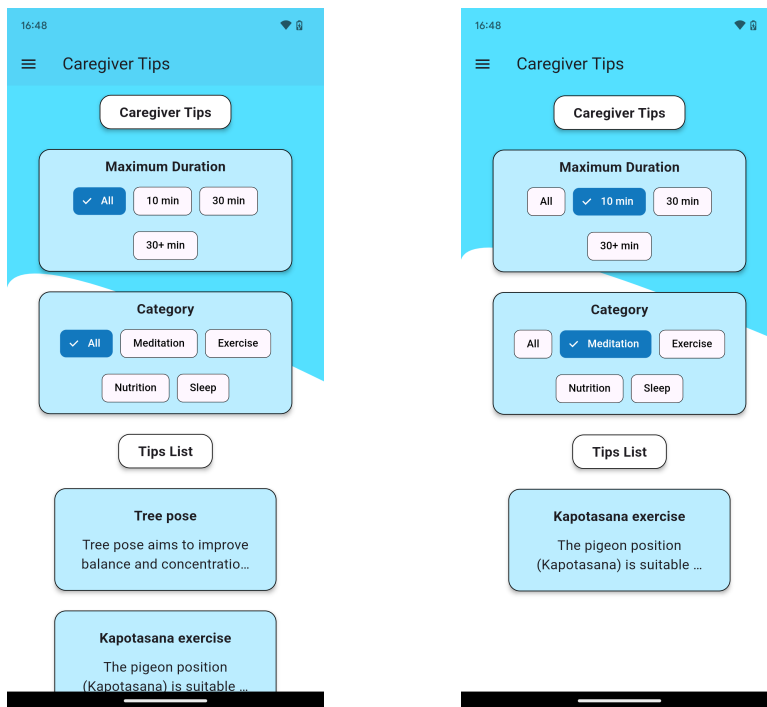 16:48
Caregiver Tips
Caregiver Tips
Maximum Duration
All
10 min
30 min
30+ min
Category
All
Meditation
Exercise
Nutrition
Sleep
Tips List
Tree pose
Tree pose aims to improve
balance and concentratio…
Kapotasana exercise
The pigeon position
(Kapotasana) is suitable …
16:48
Caregiver Tips
Caregiver Tips
Maximum Duration
All
10 min
30 min
30+ min
Category
All
Meditation
Exercise
Nutrition
Sleep
Tips List
Kapotasana exercise
The pigeon position
(Kapotasana) is suitable …